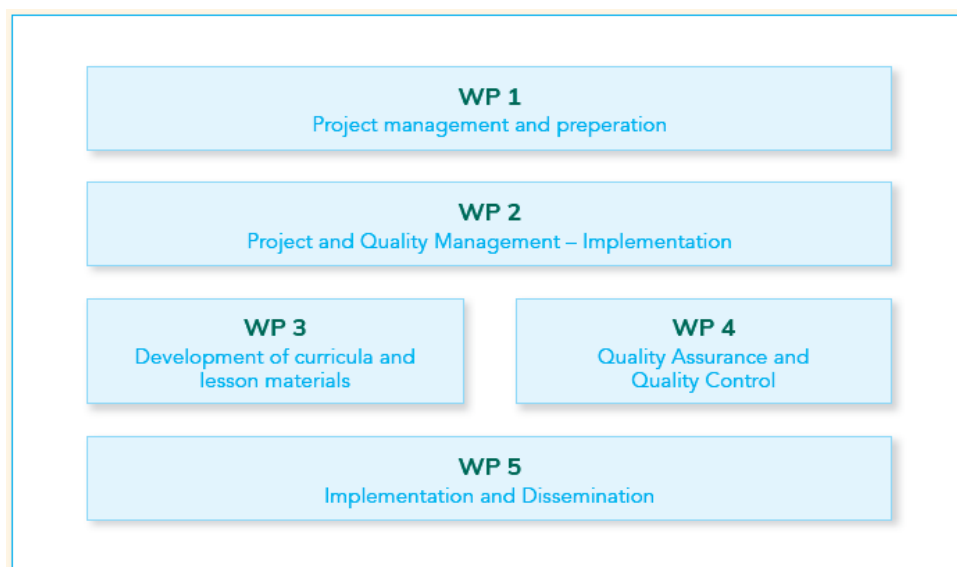 WP 1
Project management and preperation
WP 2
Project and Quality Management – Implementation
WP 3
Development of curricula and
lesson materials
WP 4
Quality Assurance and
Quality Control
WP 5
Implementation and Dissemination